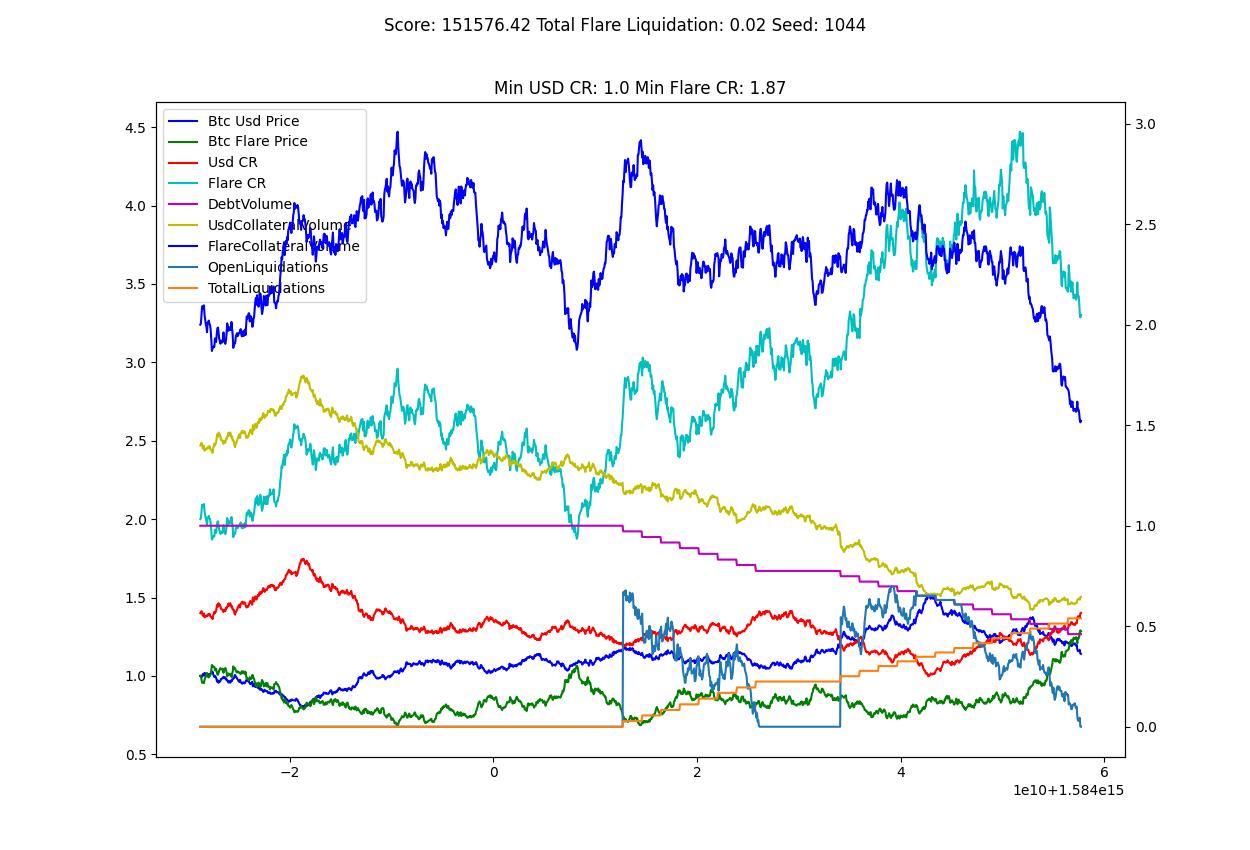 Score: 151576.42 Total Flare Liquidation: 0.02 Seed: 1044
Min USD CR: 1.0 Min Flare CR: 1.87
Btc Usd Price
Btc Flare Price
Usd CR
Flare CR
DebtVolume
UsdCollateralVolume
FlareCollateralVolume
OpenLiquidations
TotalLiquidations
4.5
4.0
3.5
3.0
2.5
2.0
1.5
1.0
0.5
3.0
2.5
2.0
1.5
1.0
0.5
0.0
−2
0
2
4
6
1e10+1.584e15